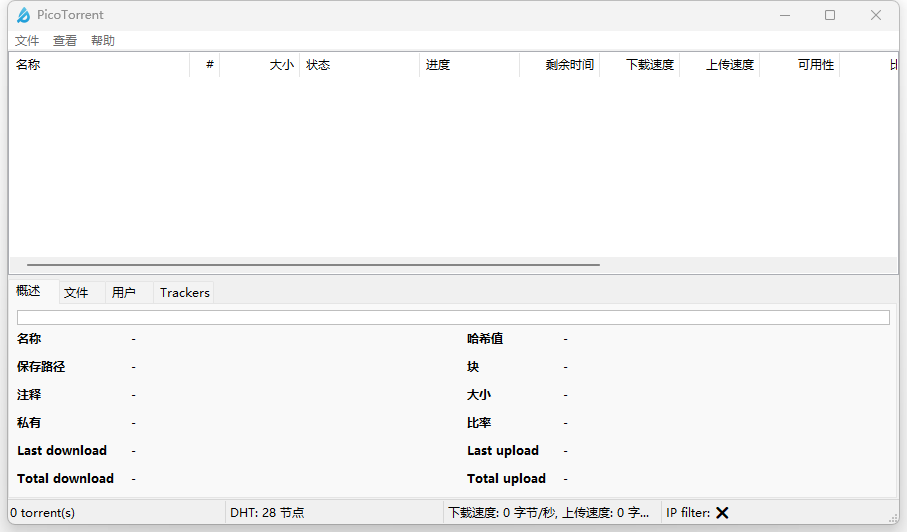 PicoTorrent
文件 查看 帮助
名称 # 大小 状态 进度 剩余时间 下载速度 上传速度 可用性
概述 文件 用户 Trackers
名称 - 哈希值 -
保存路径 - 块 -
注释 - 大小 -
私有 - 比率 -
Last download - Last upload -
Total download - Total upload -
0 torrent(s) DHT: 28 节点 下载速度: 0 字节/秒, 上传速度: 0 字... IP filter: ❌